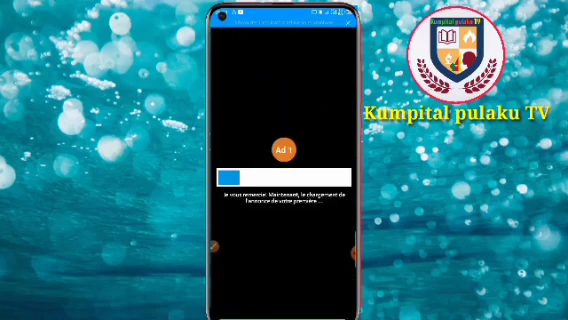 Kumpital pulaku TV
Kumpital pulaku TV
Ad 1
Je vous remercie! Maintenant, le chargement de
l'annonce de votre première ...